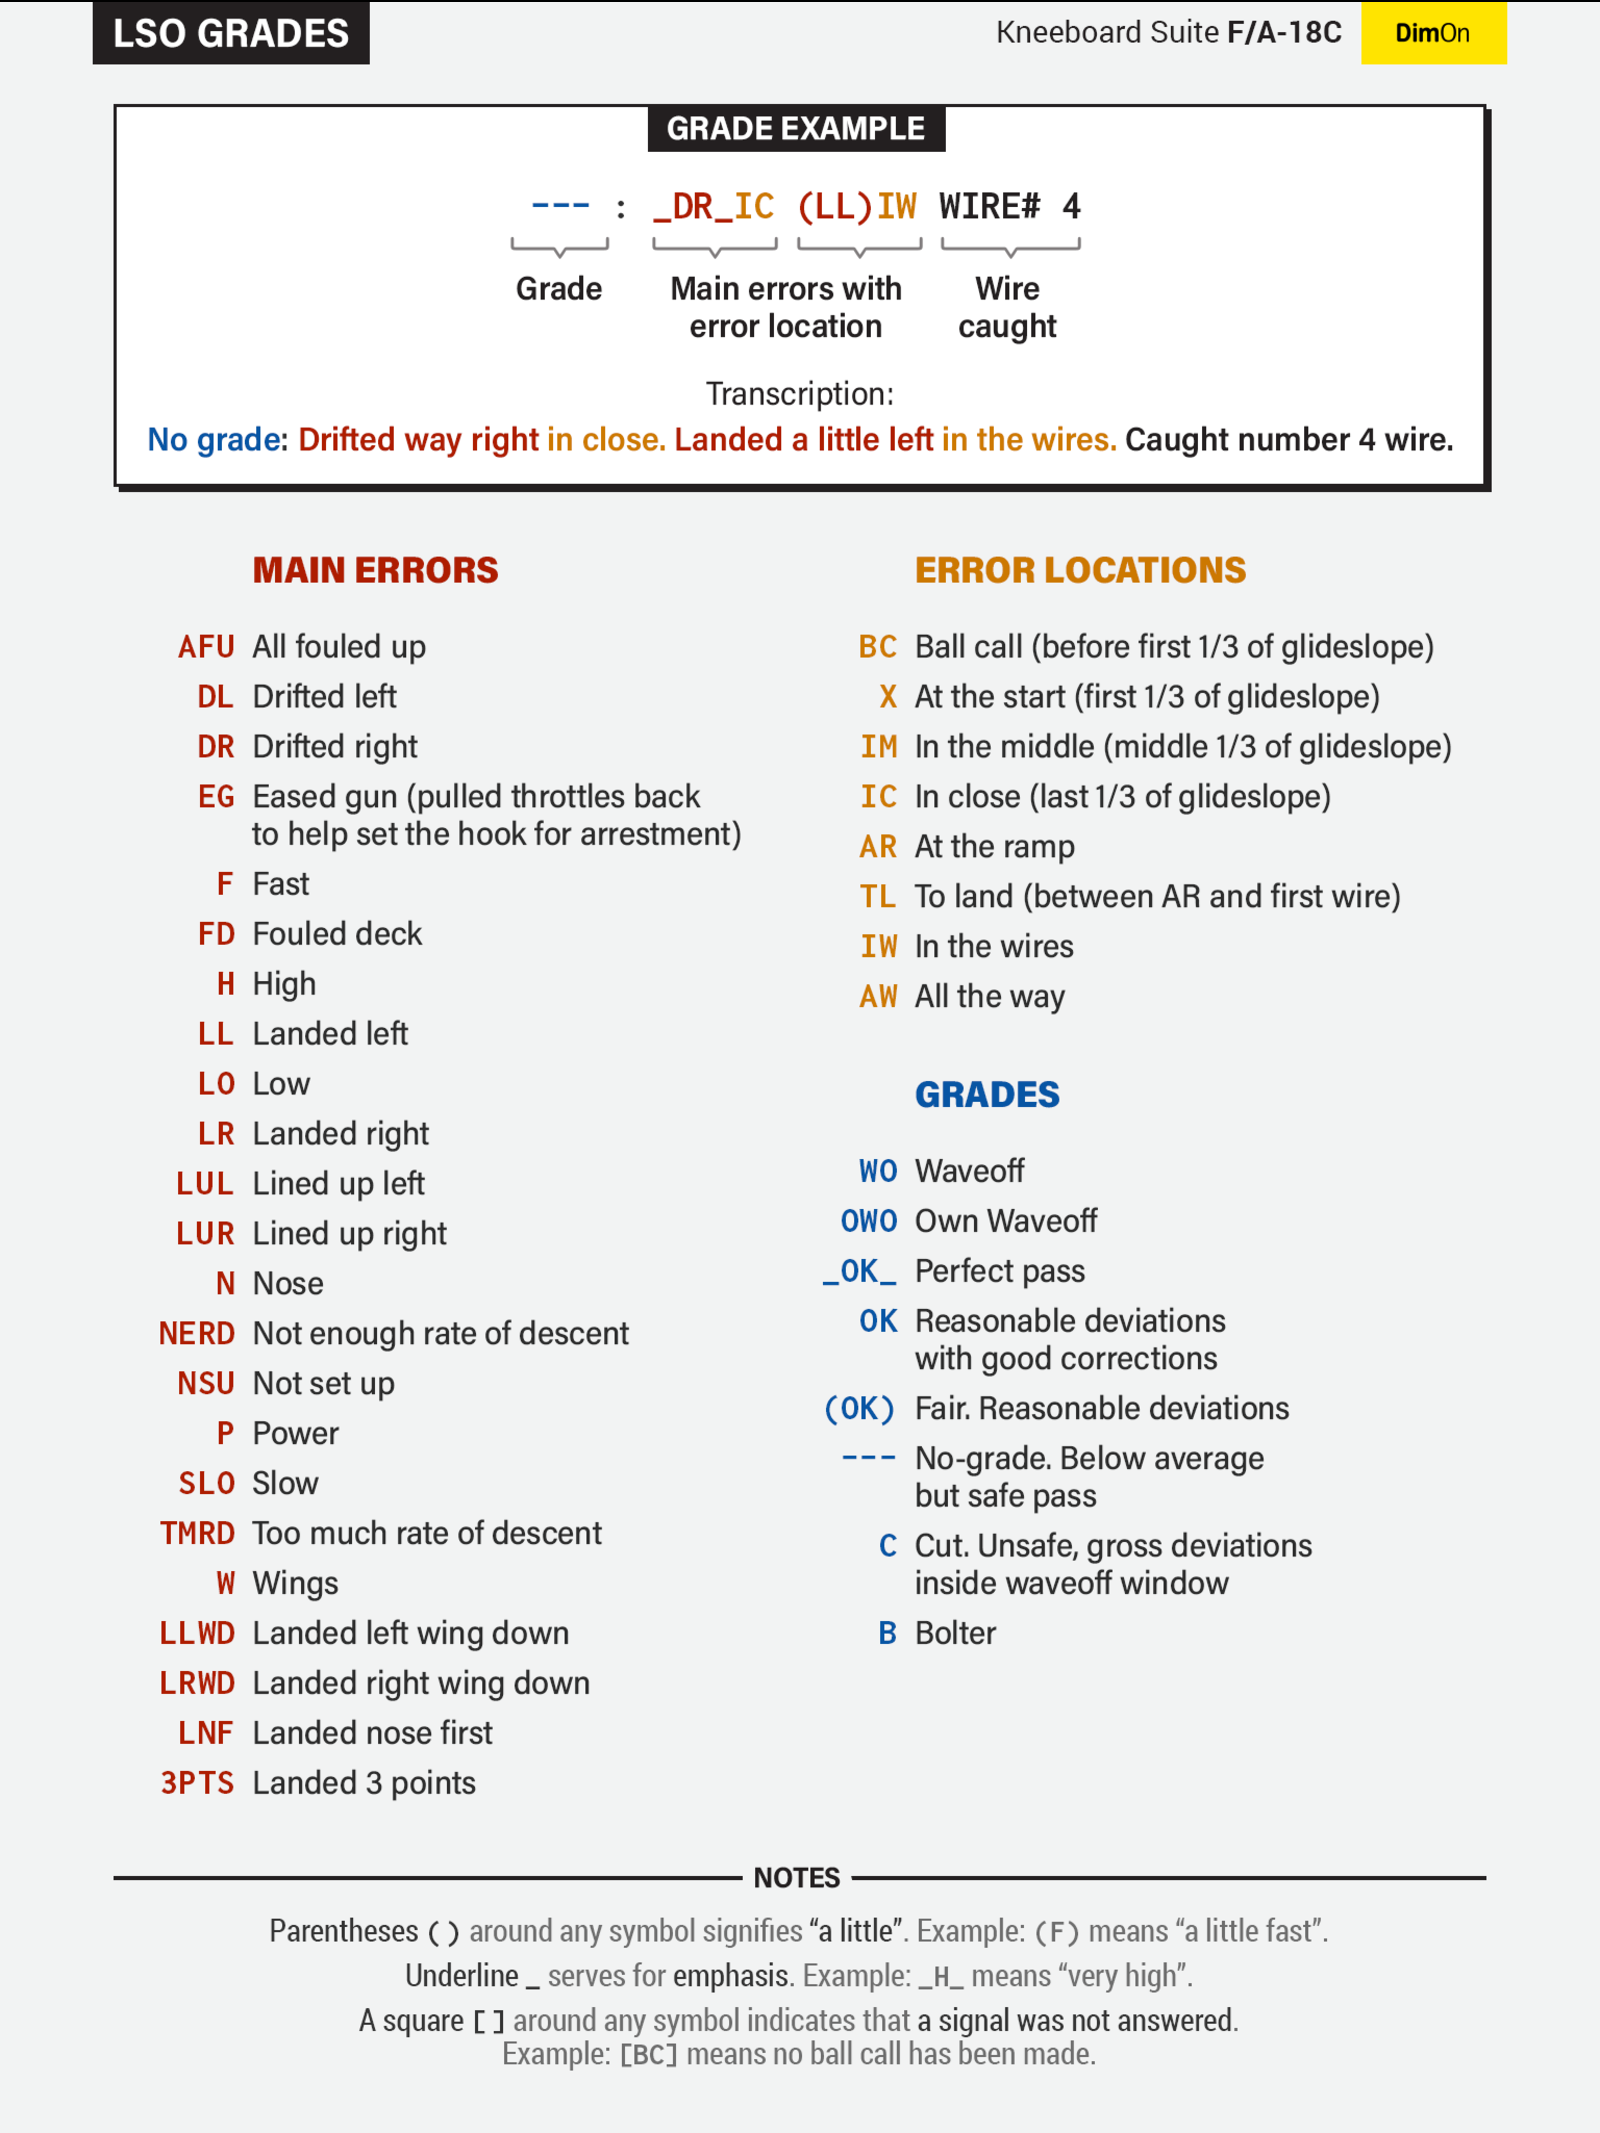 LSO GRADES
Kneeboard Suite F/A-18C
DimOn
GRADE EXAMPLE
--- : _DR_IC (LL)IW WIRE# 4
Grade
Main errors with
error location
Wire
caught
Transcription:
No grade: Drifted way right in close. Landed a little left in the wires. Caught number 4 wire.
MAIN ERRORS
AFU All fouled up
DL Drifted left
DR Drifted right
EG Eased gun (pulled throttles back
to help set the hook for arrestment)
F Fast
FD Fouled deck
H High
LL Landed left
LO Low
LR Landed right
LUL Lined up left
LUR Lined up right
N Nose
NERD Not enough rate of descent
NSU Not set up
P Power
SLO Slow
TMRD Too much rate of descent
W Wings
LLWD Landed left wing down
LRWD Landed right wing down
LNF Landed nose first
3PTS Landed 3 points
ERROR LOCATIONS
BC Ball call (before first 1/3 of glideslope)
X At the start (first 1/3 of glideslope)
IM In the middle (middle 1/3 of glideslope)
IC In close (last 1/3 of glideslope)
AR At the ramp
TL To land (between AR and first wire)
IW In the wires
AW All the way
GRADES
WO Waveoff
OWO Own Waveoff
_OK_ Perfect pass
OK Reasonable deviations
with good corrections
(OK) Fair. Reasonable deviations
--- No-grade. Below average
but safe pass
C Cut. Unsafe, gross deviations
inside waveoff window
B Bolter
NOTES
Parentheses ( ) around any symbol signifies “a little”. Example: (F) means “a little fast”.
Underline _ serves for emphasis. Example: _H_ means “very high”.
A square [ ] around any symbol indicates that a signal was not answered.
Example: [BC] means no ball call has been made.